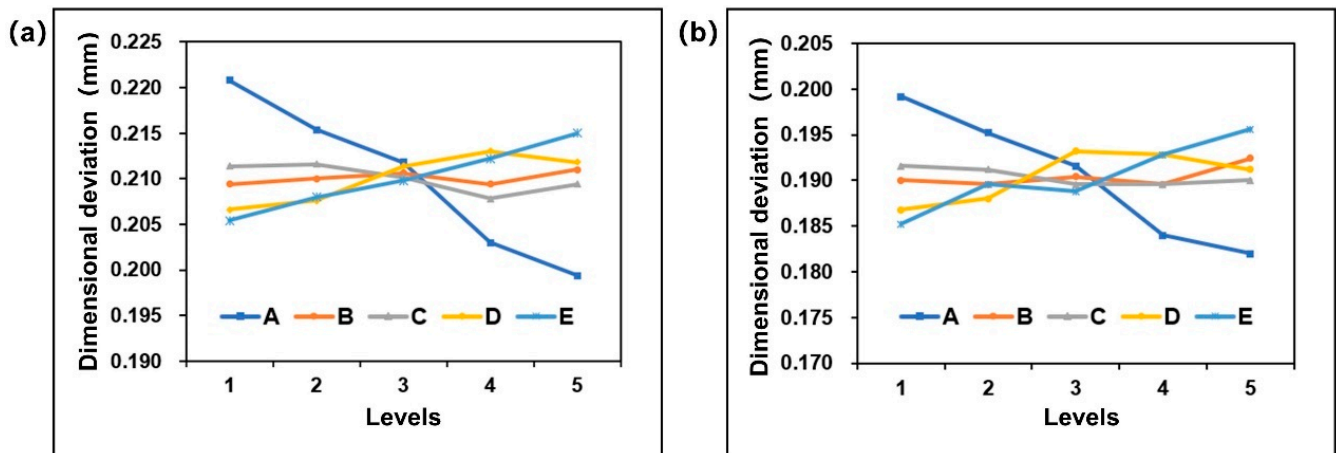 (a)
Dimensional deviation (mm)
0.225
0.220
0.215
0.210
0.205
0.200
0.195
0.190
A B C D E
1 2 3 4 5
Levels
(b)
Dimensional deviation (mm)
0.205
0.200
0.195
0.190
0.185
0.180
0.175
0.170
A B C D E
1 2 3 4 5
Levels